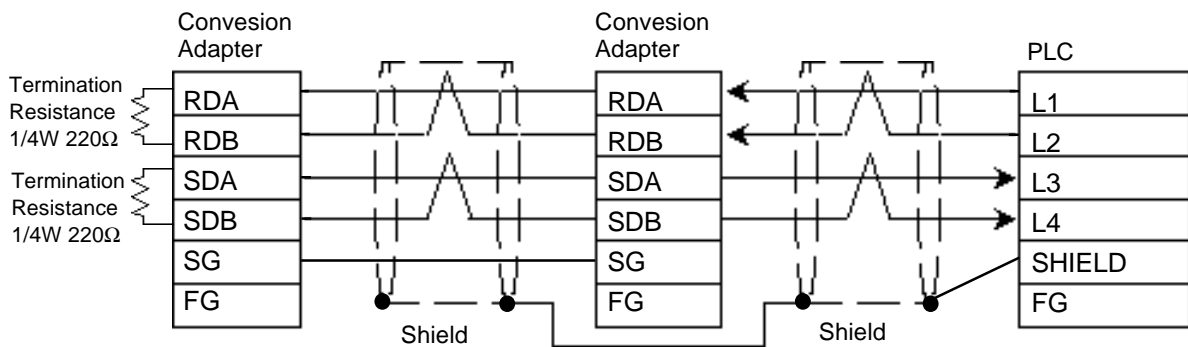 Convesion
Adapter
Convesion
Adapter
PLC
Termination
Resistance
1/4W 220Ω
Termination
Resistance
1/4W 220Ω
RDA
RDB
SDA
SDB
SG
FG
RDA
RDB
SDA
SDB
SG
FG
L1
L2
L3
L4
SHIELD
FG
Shield
Shield